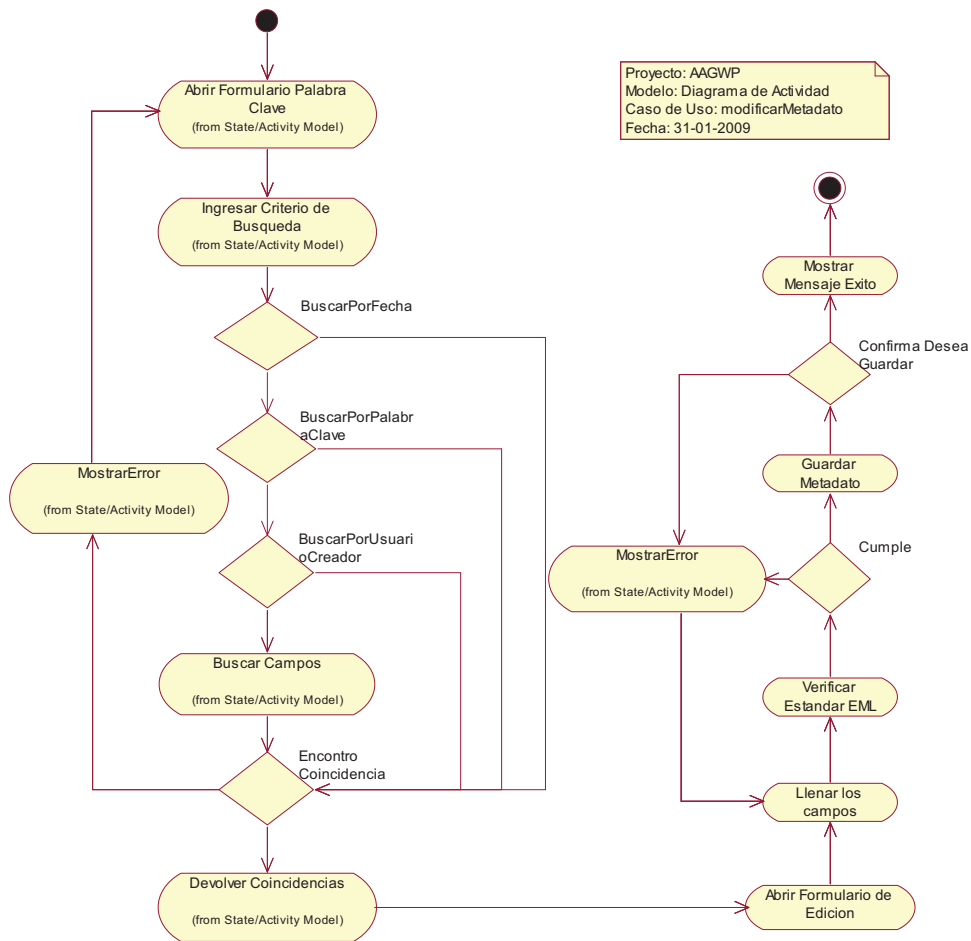 Abrir Formulario Palabra
Clave
(from State/Activity Model)
Ingresar Criterio de
Busqueda
(from State/Activity Model)
BuscarPorFecha
BuscarPorPalabr
aClave
MostrarError
(from State/Activity Model)
BuscarPorUsuari
oCreador
Buscar Campos
(from State/Activity Model)
Encontro
Coincidencia
Devolver Coincidencias
(from State/Activity Model)
Proyecto: AAGWP
Modelo: Diagrama de Actividad
Caso de Uso: modificarMetadato
Fecha: 31-01-2009
Mostrar
Mensaje Exito
Confirma Desea
Guardar
Guardar
Metadato
Cumple
MostrarError
(from State/Activity Model)
Verificar
Estandar EML
Llenar los
campos
Abrir Formulario de
Edicion